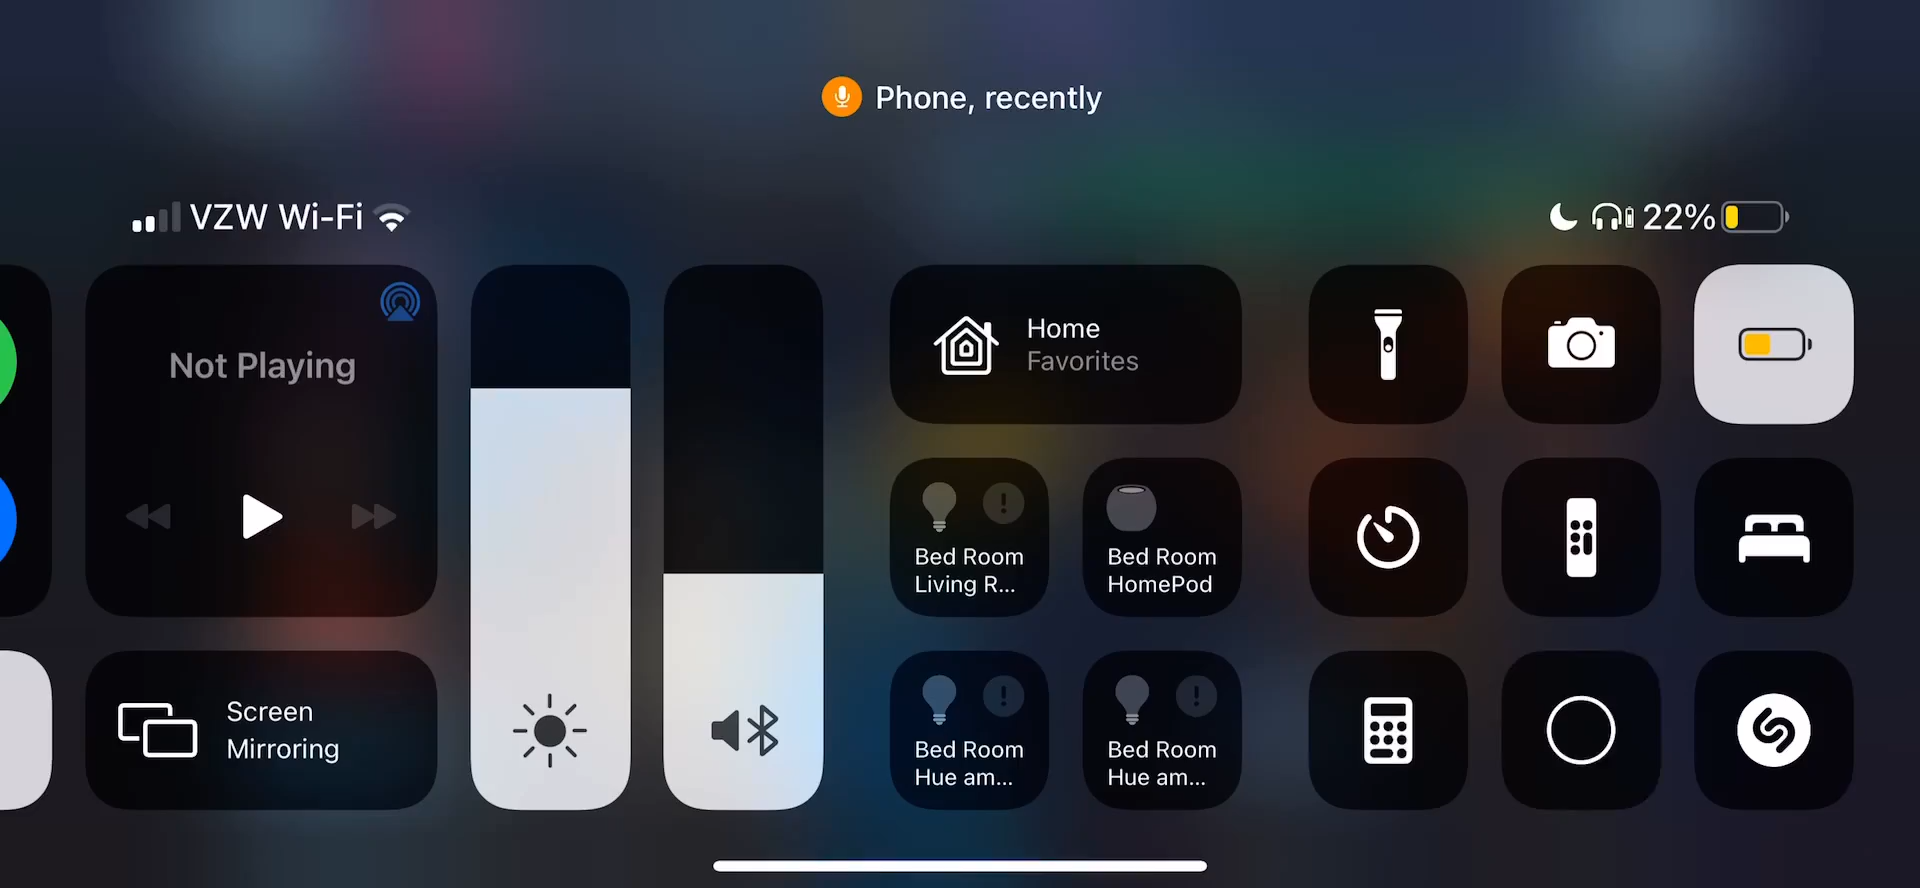 Phone, recently
VZW Wi-Fi
22%
Not Playing
Home
Favorites
Bed Room
Living R...
Bed Room
HomePod
Screen
Mirroring
Bed Room
Hue am...
Bed Room
Hue am...